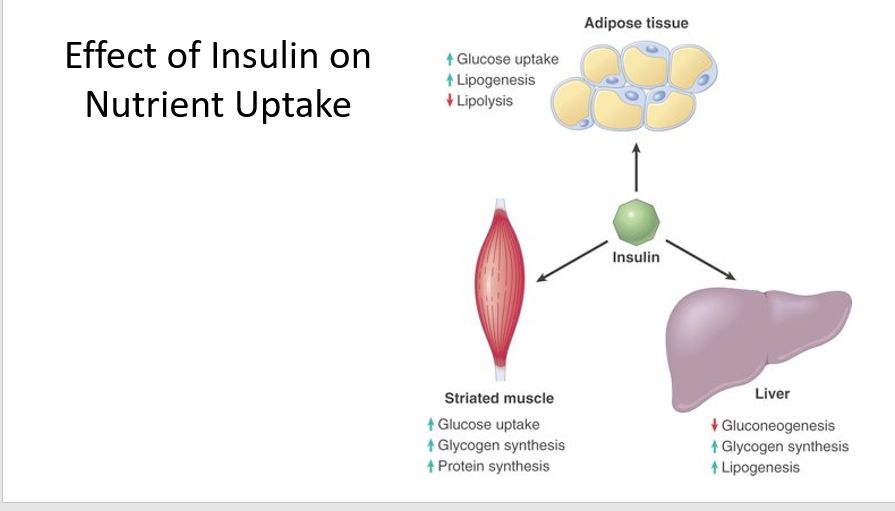 Effect of Insulin on
Nutrient Uptake
Adipose tissue
↑ Glucose uptake
↑ Lipogenesis
↓ Lipolysis
Insulin
Striated muscle
↑ Glucose uptake
↑ Glycogen synthesis
↑ Protein synthesis
Liver
↓ Gluconeogenesis
↑ Glycogen synthesis
↑ Lipogenesis